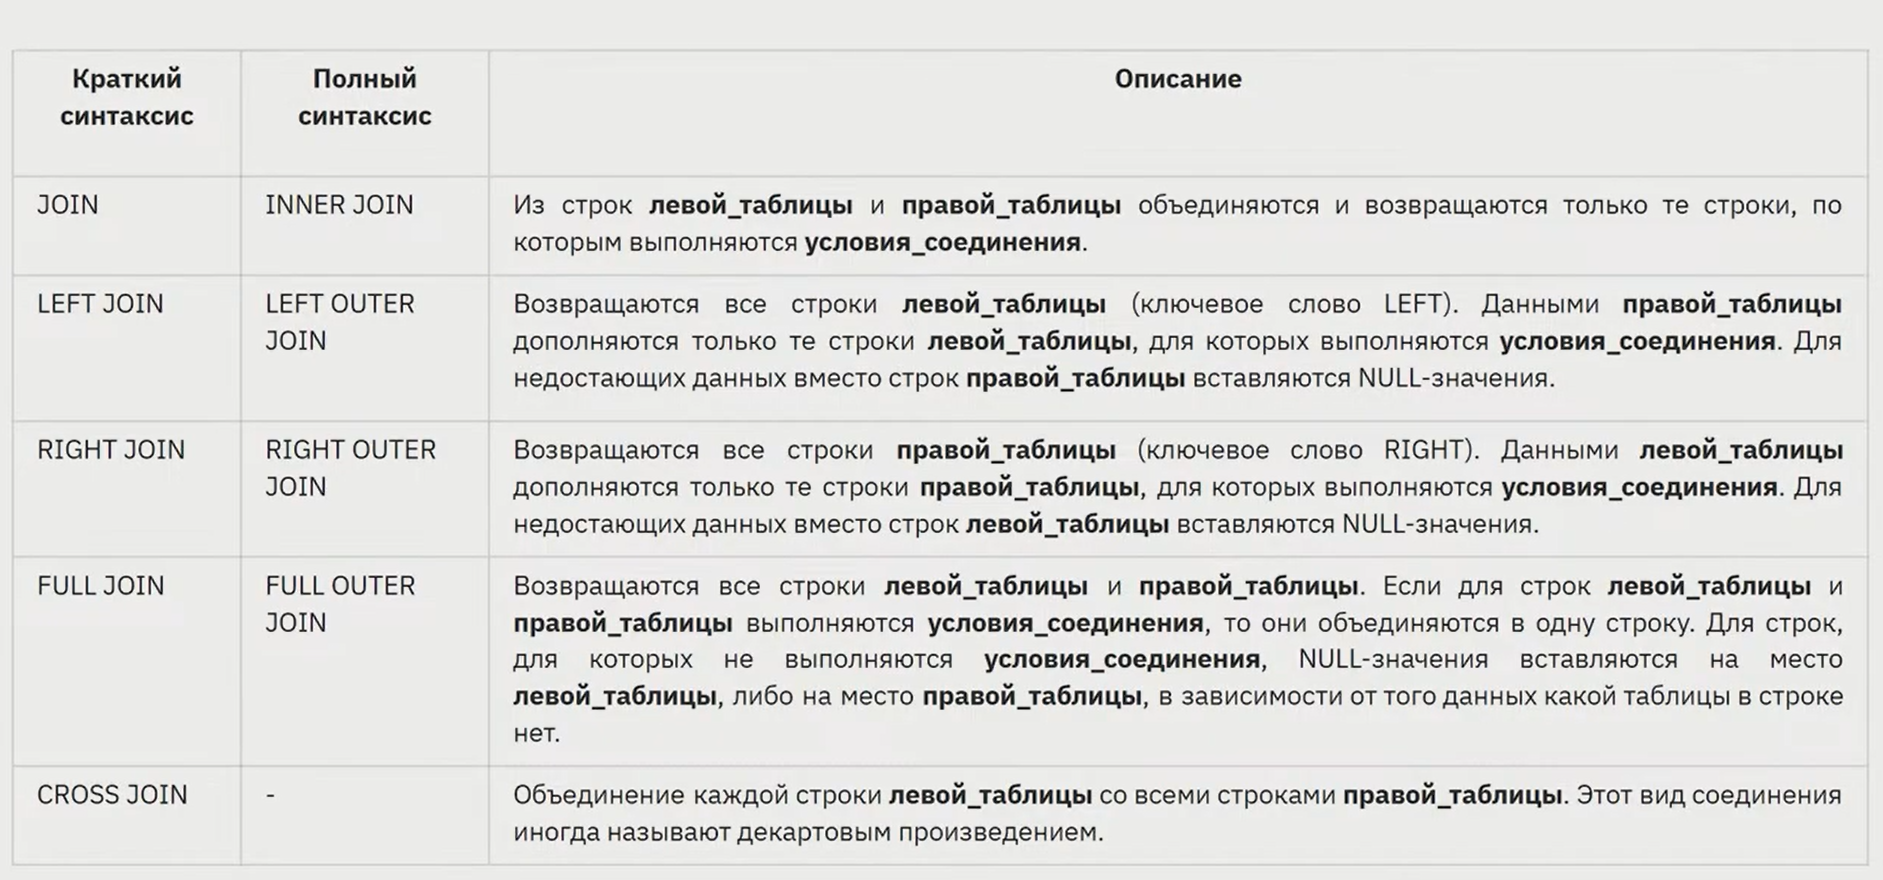 Краткий
синтаксис
Полный
синтаксис
Описание
JOIN
INNER JOIN
Из строк левой_таблицы и правой_таблицы объединяются и возвращаются только те строки, по
которым выполняются условия_соединения.
LEFT JOIN
LEFT OUTER
JOIN
Возвращаются все строки левой_таблицы (ключевое слово LEFT). Данными правой_таблицы
дополняются только те строки левой_таблицы, для которых выполняются условия_соединения. Для
недостающих данных вместо строк правой_таблицы вставляются NULL-значения.
RIGHT JOIN
RIGHT OUTER
JOIN
Возвращаются все строки правой_таблицы (ключевое слово RIGHT). Данными левой_таблицы
дополняются только те строки правой_таблицы, для которых выполняются условия_соединения. Для
недостающих данных вместо строк левой_таблицы вставляются NULL-значения.
FULL JOIN
FULL OUTER
JOIN
Возвращаются все строки левой_таблицы и правой_таблицы. Если для строк левой_таблицы и
правой_таблицы выполняются условия_соединения, то они объединяются в одну строку. Для строк,
для которых не выполняются условия_соединения, NULL-значения вставляются на место
левой_таблицы, либо на место правой_таблицы, в зависимости от того данных какой таблицы в строке
нет.
CROSS JOIN
-
Объединение каждой строки левой_таблицы со всеми строками правой_таблицы. Этот вид соединения
иногда называют декартовым произведением.